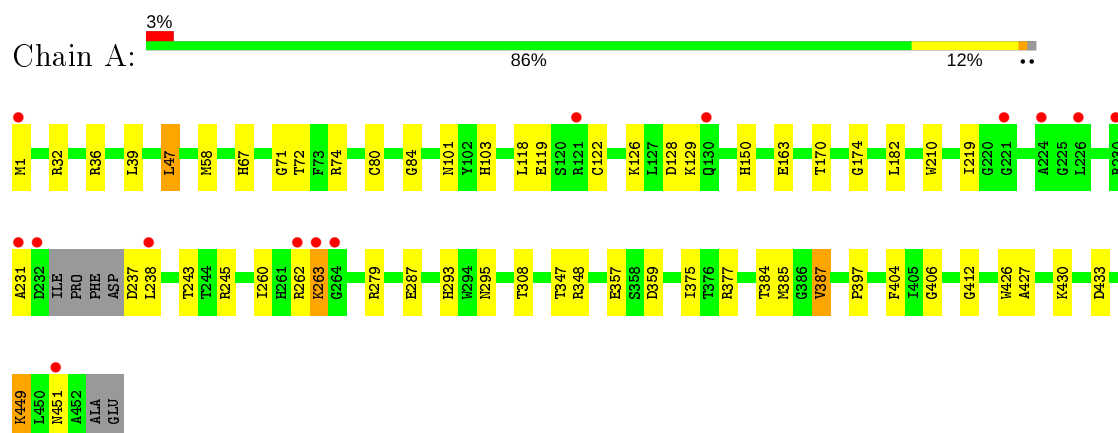 3%
Chain A:
86% 12% ••
M1 R32 R36 L39 L47 M58 H67 G71 T72 F73 R74 C80 G84 N101 Y102 H103 L118 E119 S120 R121 C122 K126 L127 D128 K129 Q130 H150 E163 T170 G174 L182 W210 I219 G220 G221 A224 G225 L226 R230
A231 D232 ILE PRO PHE ASP D237 L238 T243 T244 R245 I260 H261 R262 K263 G264 R279 E287 H293 W294 N295 T308 T347 R348 E357 S358 D359 I375 T376 R377 T384 M385 G386 V387 P397 F404 I405 G406 G412 W426 A427 K430 D433
K449 L450 N451 A452 ALA GLU